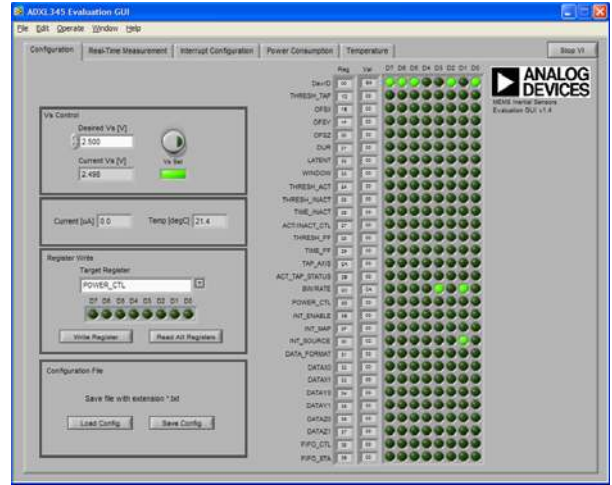 ADXL345 Evaluation GUI
File Edit Operate Window Help
Configuration Real-Time Measurement Interrupt Configuration Power Consumption Temperature Stop VI
Reg Val D7 D6 D5 D4 D3 D2 D1 D0
ANALOG DEVICES
MEMS Inertial Sensors
Evaluation GUI v1.4
DevID
THRESH_TAP
OFSX
OFSY
OFSZ
DUR
LATENT
WINDOW
THRESH_ACT
THRESH_INACT
TIME_INACT
ACT/INACT_CTL
THRESH_FF
TIME_FF
TAP_AXIS
ACT_TAP_STATUS
BW/RATE
POWER_CTL
INT_ENABLE
INT_MAP
INT_SOURCE
DATA_FORMAT
DATAX0
DATAX1
DATAY0
DATAY1
DATAZ0
DATAZ1
FIFO_CTL
FIFO_STA
Vs Control
Desired Vs [V]
2.500
Current Vs [V] Vs Set
2.498
Current [uA] 0.0 Temp [degC] 21.4
Register Write
Target Register
POWER_CTL
D7 D6 D5 D4 D3 D2 D1 D0
Write Register Read All Registers
Configuration File
Save file with extension *.txt
Load Config. Save Config.